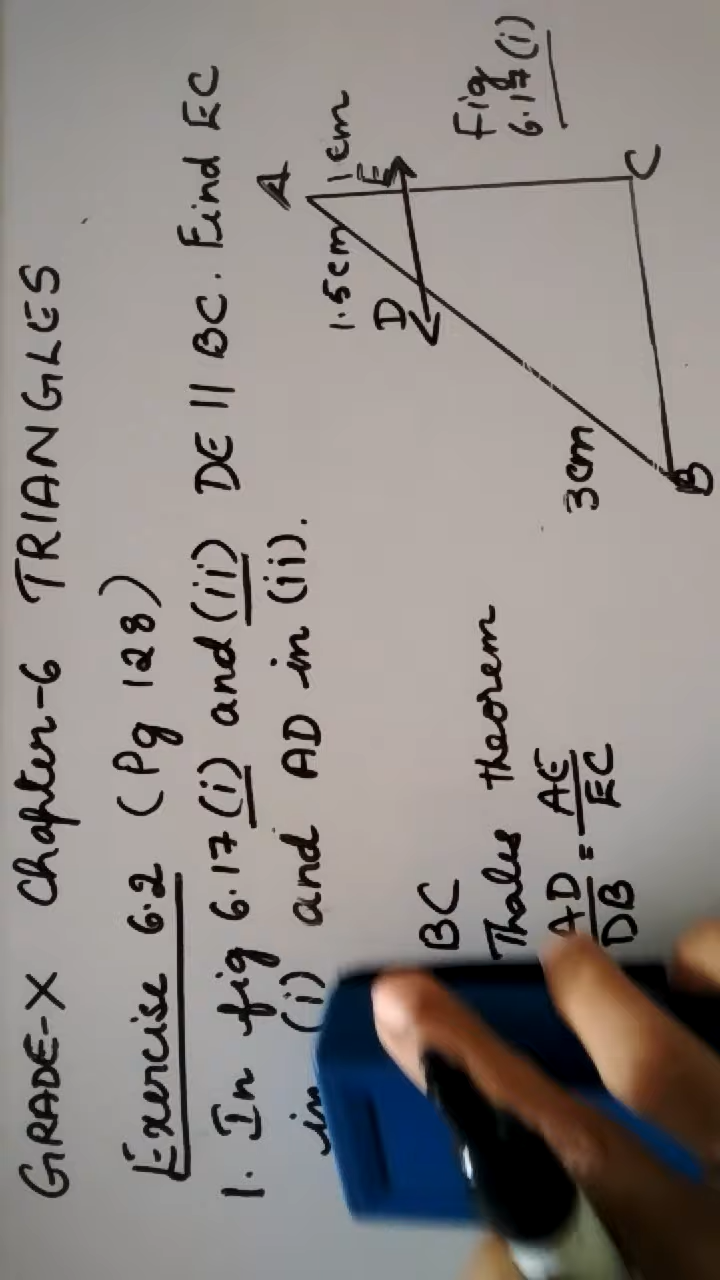 GRADE-X Chapter-6 TRIANGLES
Exercise 6.2 (Pg 128)
1. In fig 6.17 (i) and (ii) DE || BC. Find EC
in (i) and AD in (ii).
A
1.5cm 1cm
D E
3cm
B C
Fig
6.17(i)
BC
Thales theorem
AD/DB = AE/EC